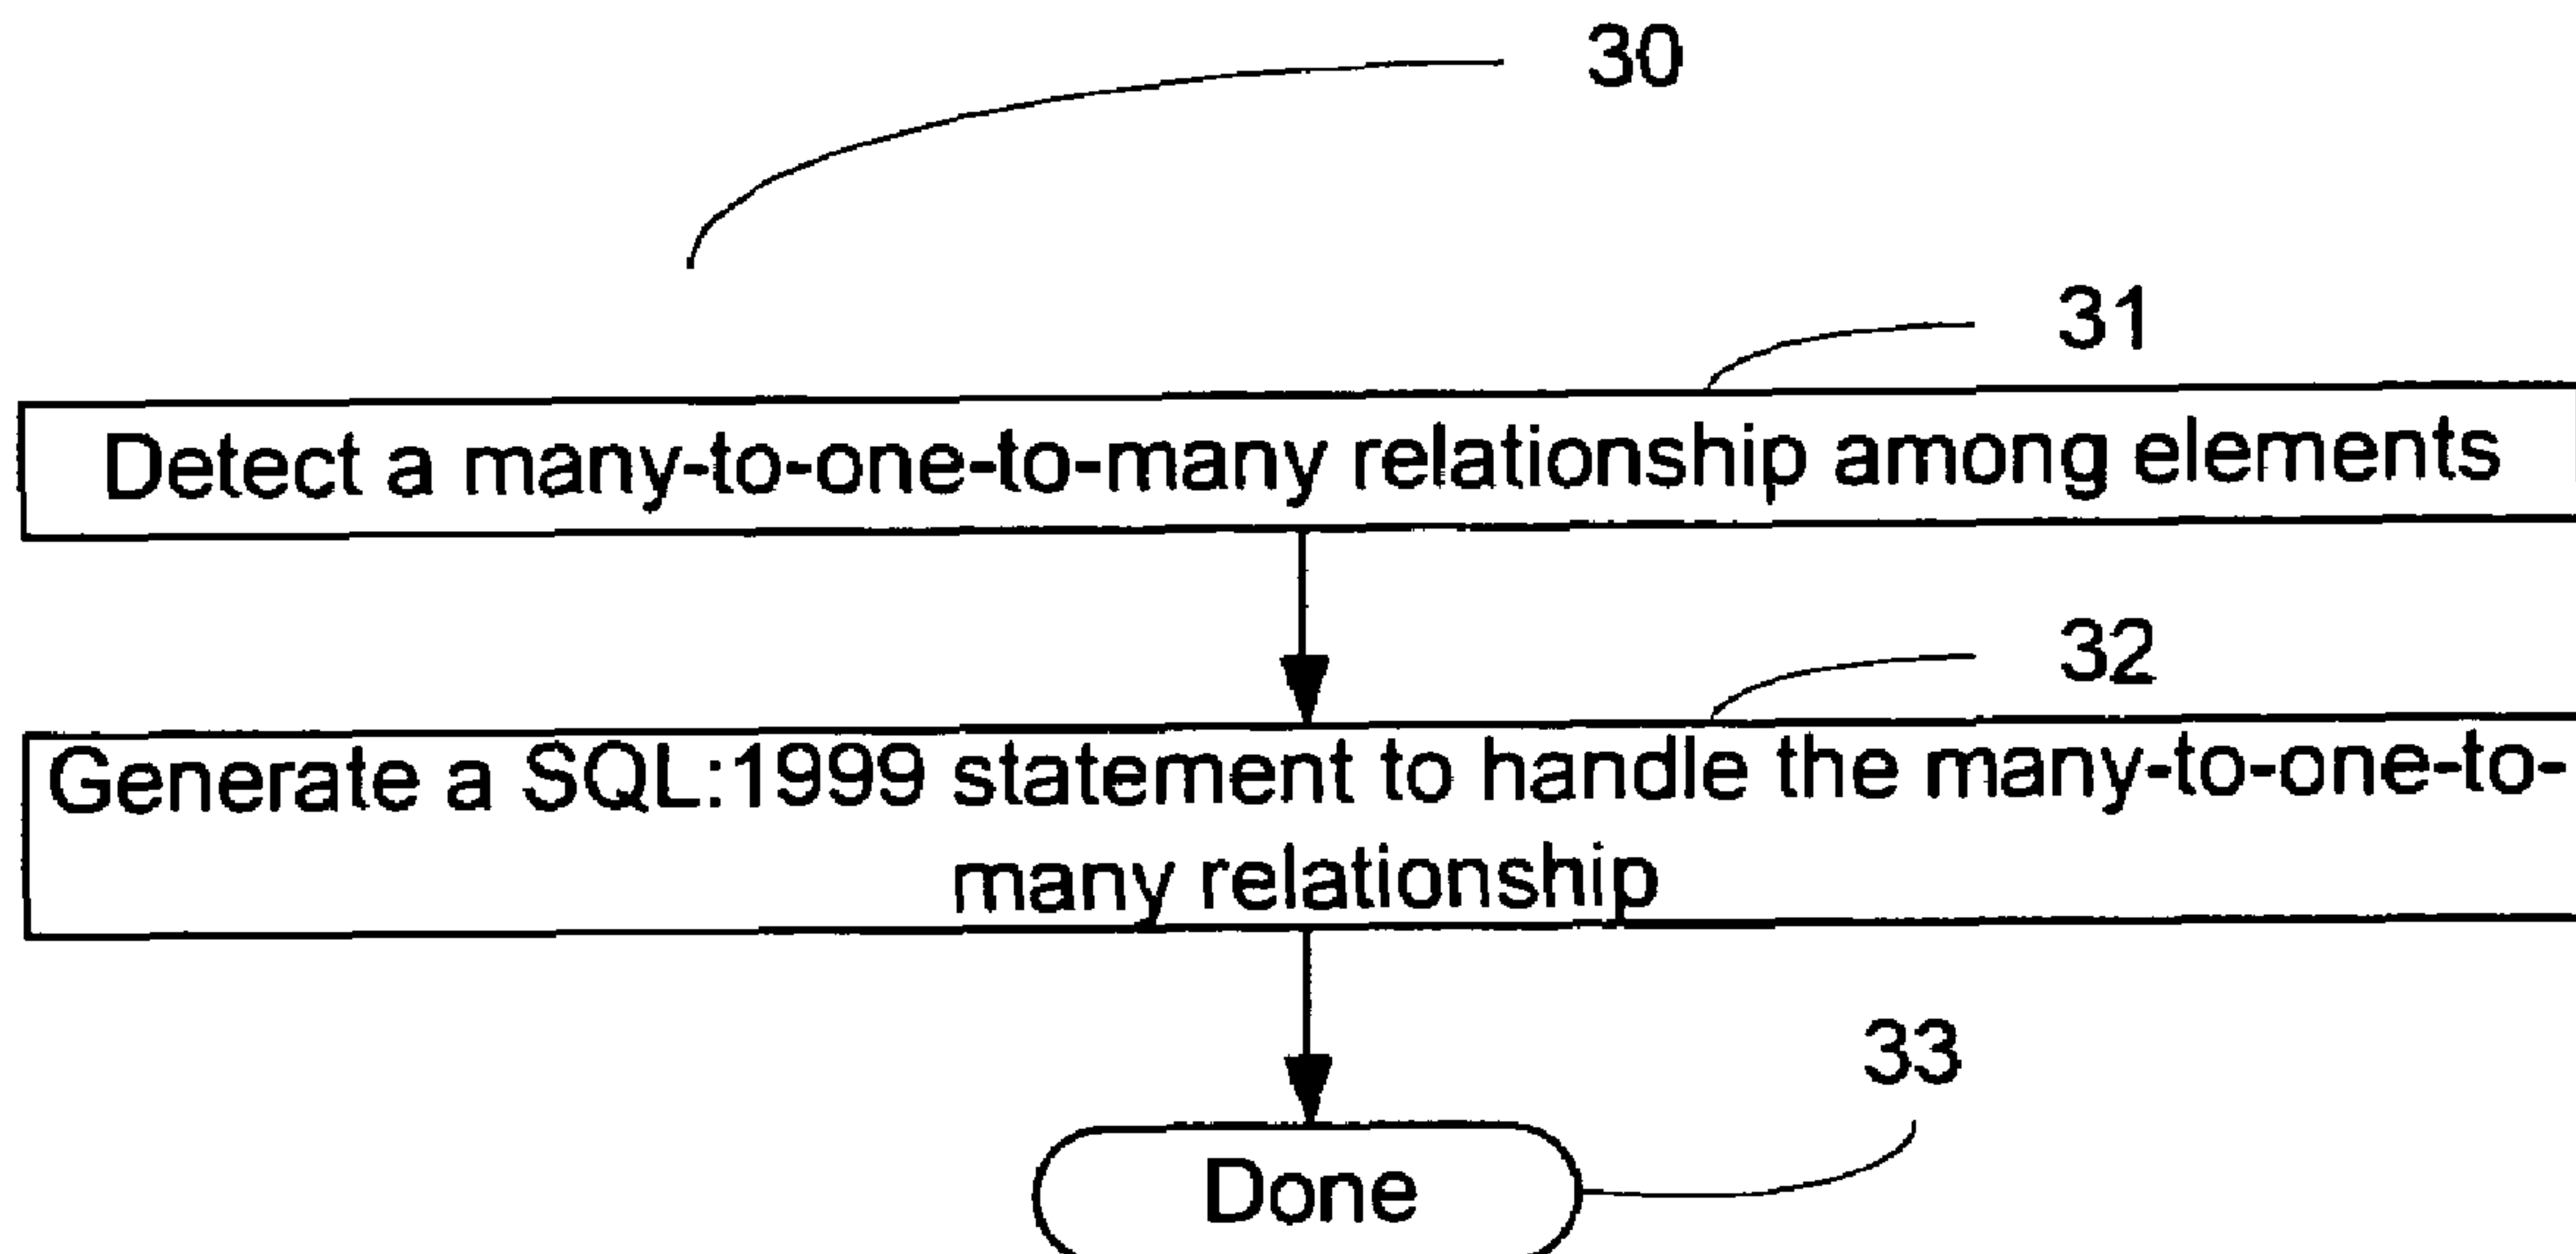 30
31
Detect a many-to-one-to-many relationship among elements
32
Generate a SQL:1999 statement to handle the many-to-one-to-
many relationship
33
Done